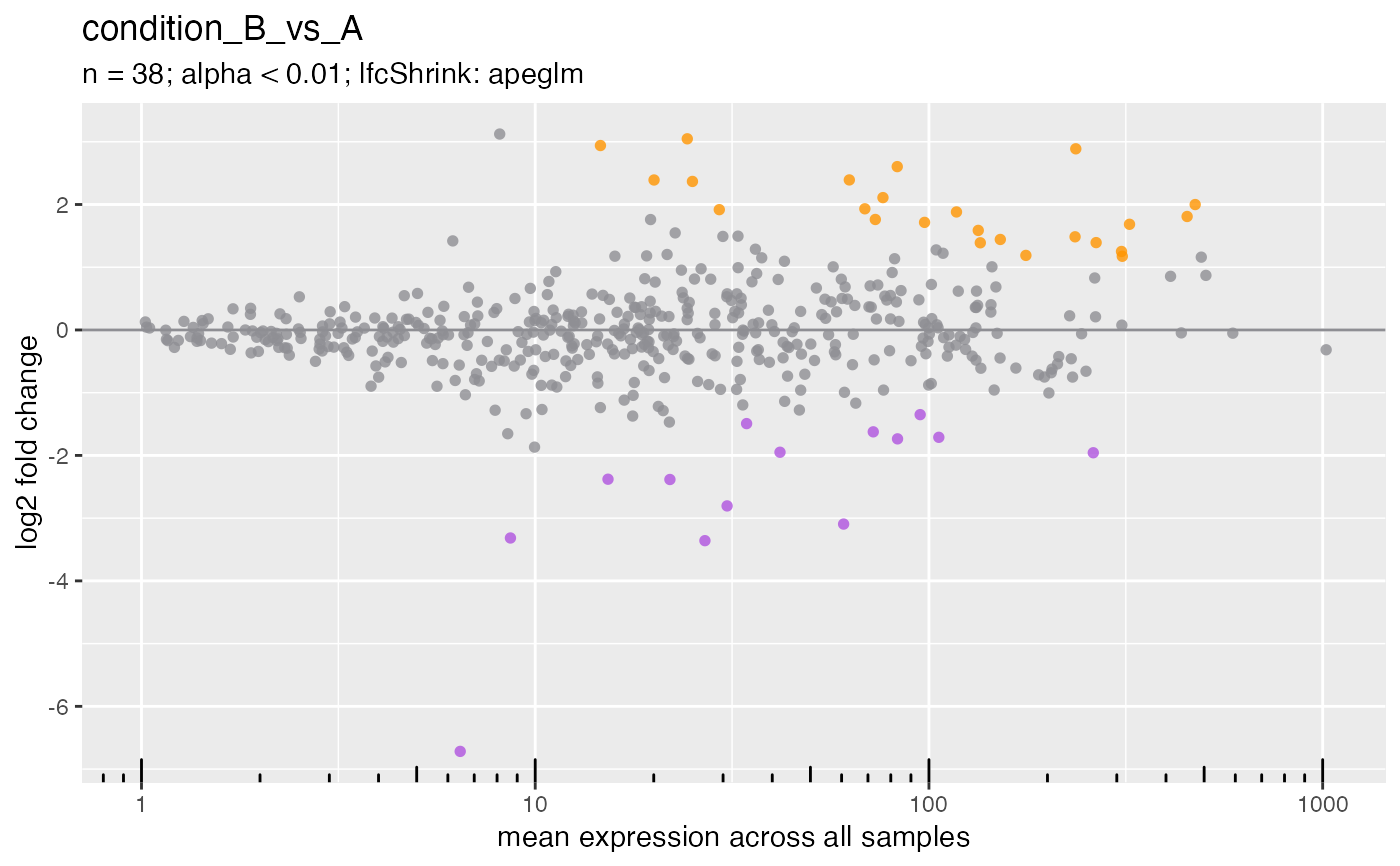 condition_B_vs_A
n = 38; alpha < 0.01; lfcShrink: apeglm
log2 fold change
2
0
-2
-4
-6
1
10
100
1000
mean expression across all samples